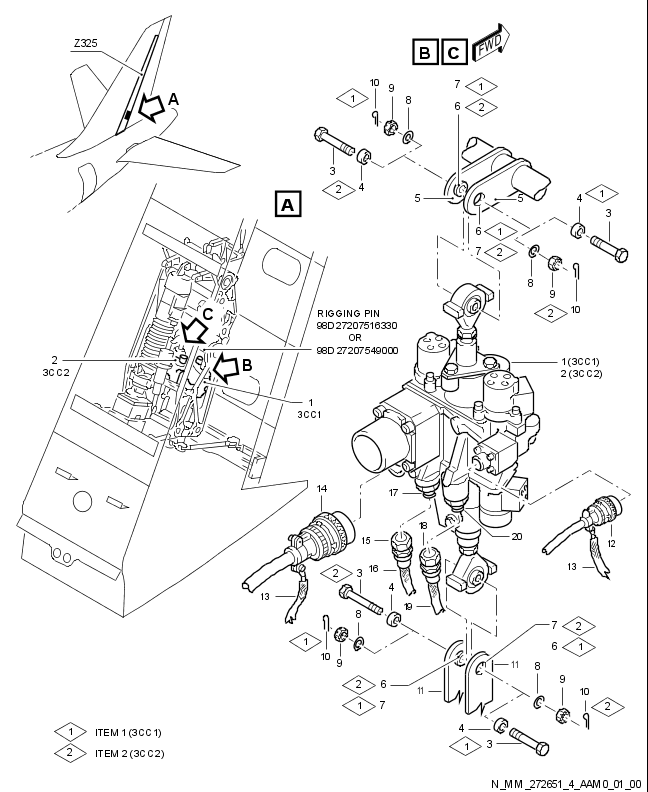 Z325
A
B C FWD
10
9
8
7 1
6 2
1
3
2
4
5
5
6 1
7 2
4
1
3
8
9
10
2
A
C
B
RIGGING PIN
98D27207516330
OR
98D27207549000
2
3CC2
1
3CC1
1(3CC1)
2(3CC2)
14
17
15
18
16
19
20
12
13
13
2 3
4
8
1
10
9
7 2
6 1
2 6
1 7
11
11
8
9
10
2
4
1 3
1 ITEM 1 (3CC1)
2 ITEM 2 (3CC2)
N_MM_272651_4_AAM0_01_00